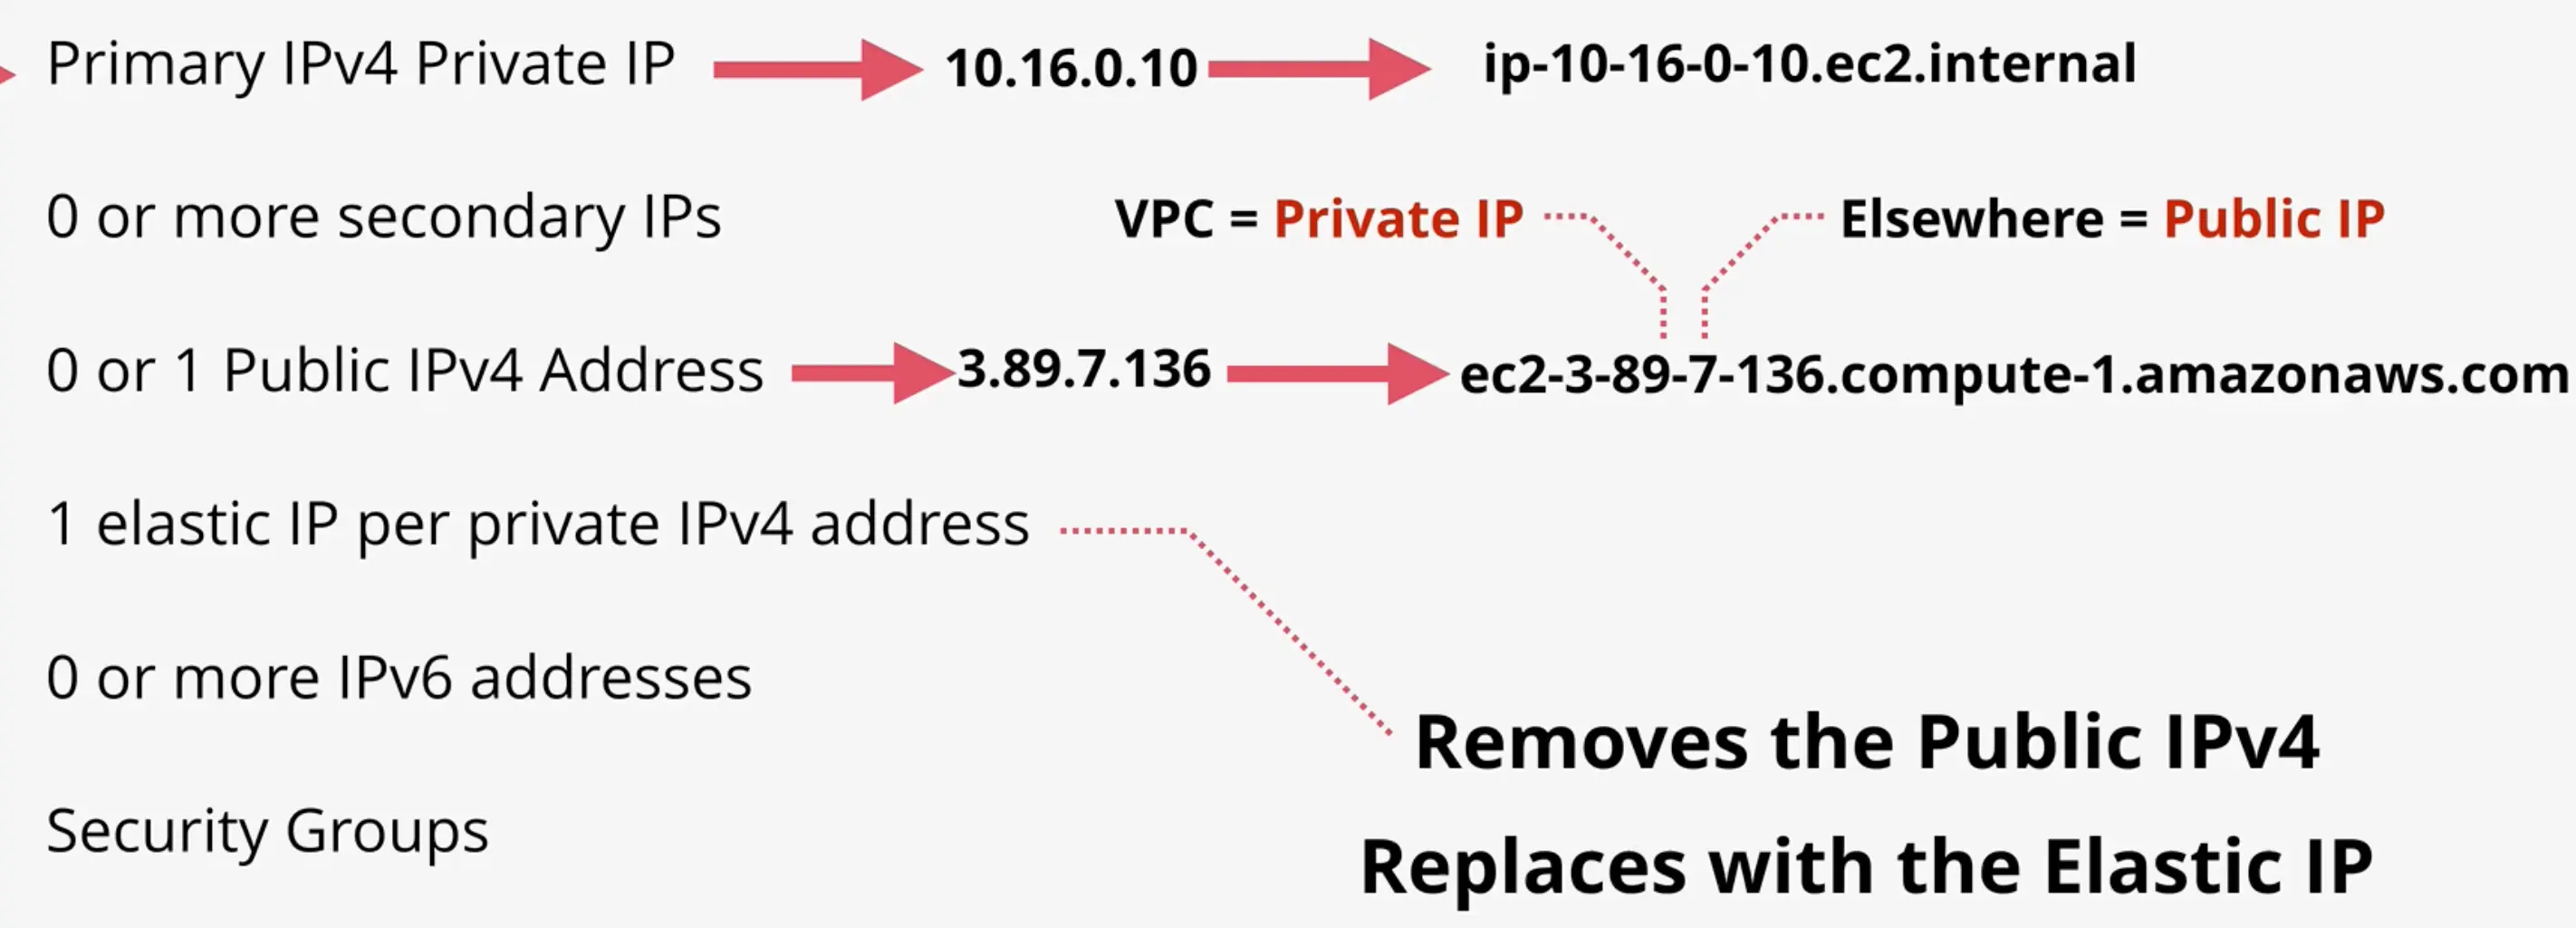 Primary IPv4 Private IP 10.16.0.10 ip-10-16-0-10.ec2.internal
0 or more secondary IPs VPC = Private IP Elsewhere = Public IP
0 or 1 Public IPv4 Address 3.89.7.136 ec2-3-89-7-136.compute-1.amazonaws.com
1 elastic IP per private IPv4 address
0 or more IPv6 addresses
Removes the Public IPv4
Security Groups
Replaces with the Elastic IP